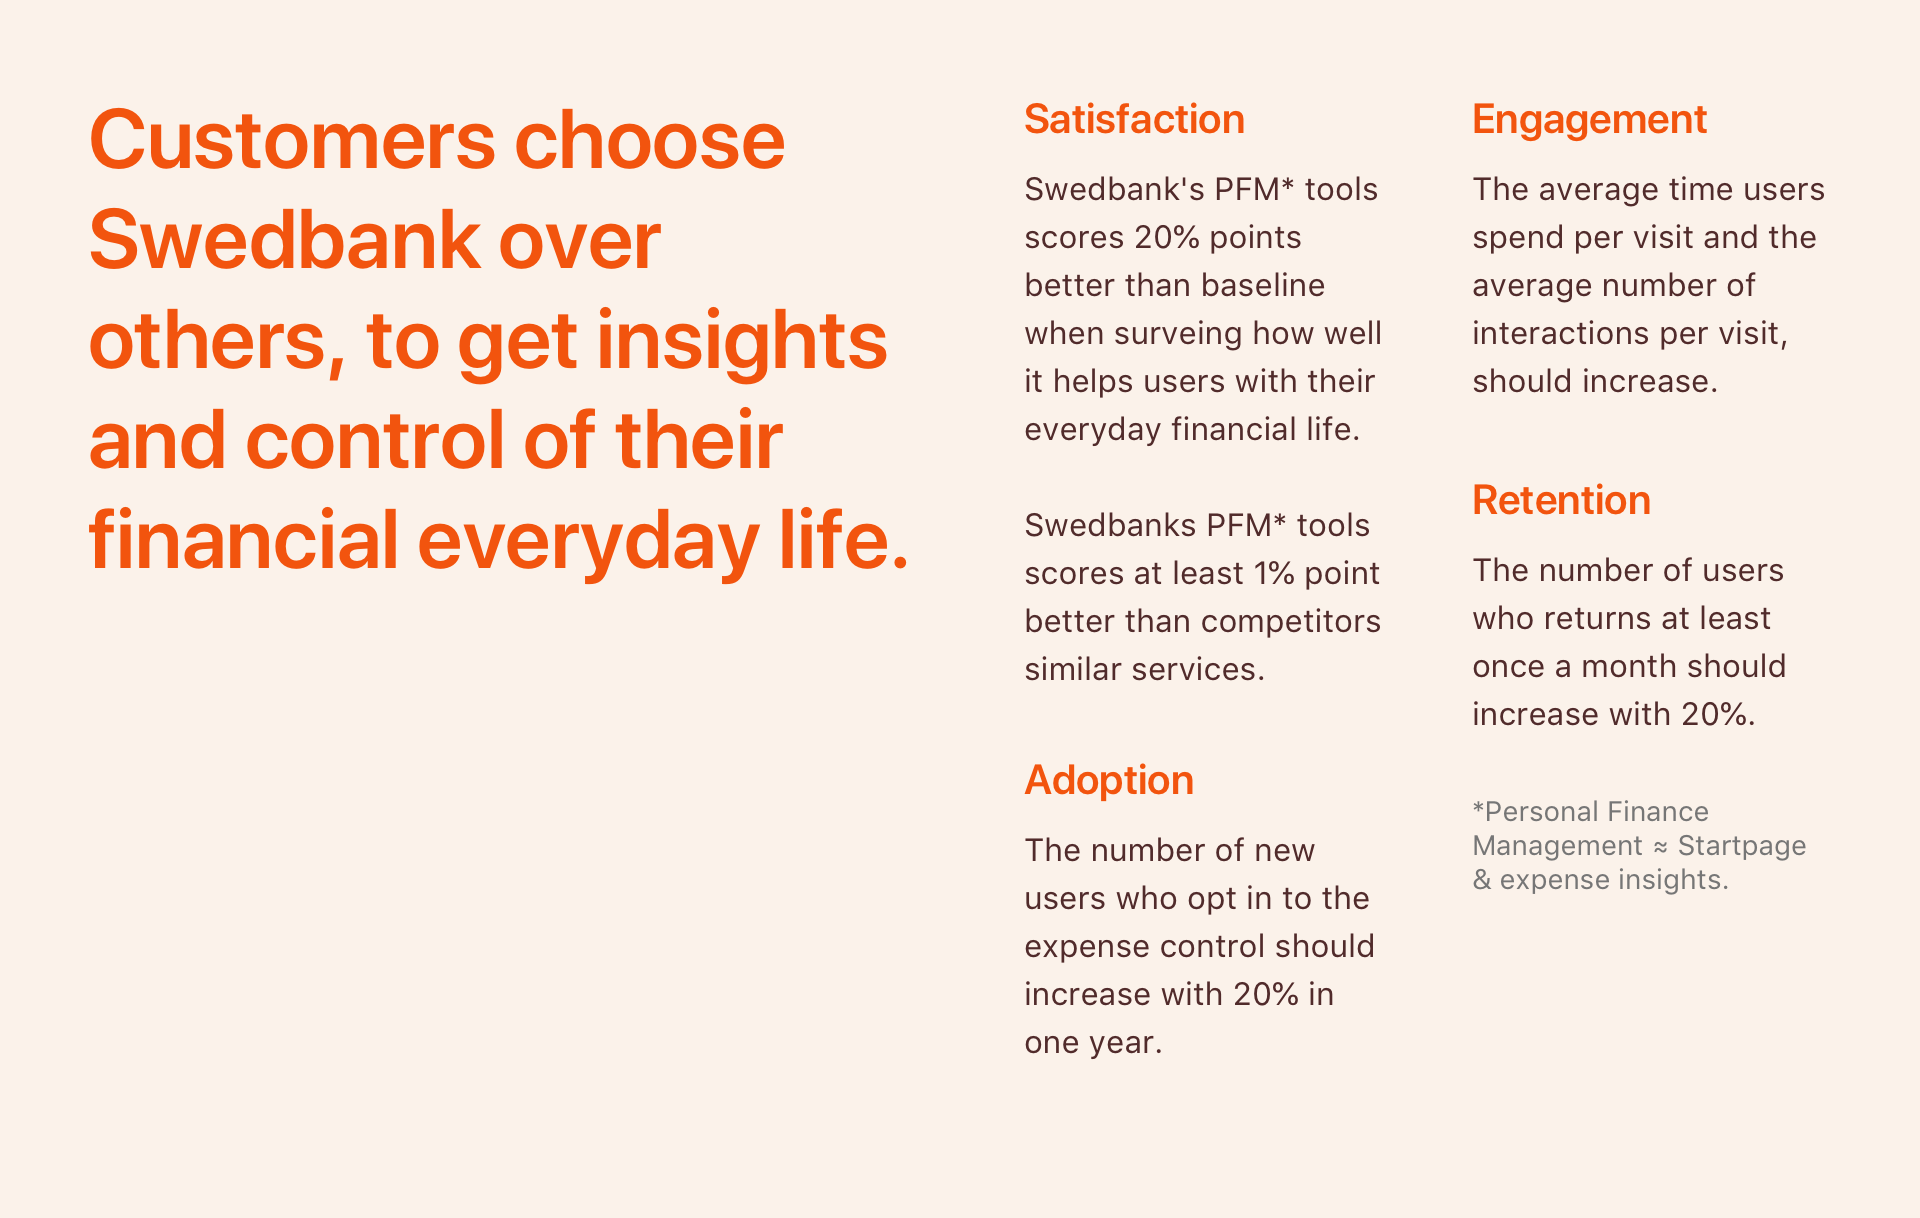 Customers choose
Swedbank over
others, to get insights
and control of their
financial everyday life.
Satisfaction
Swedbank's PFM* tools
scores 20% points
better than baseline
when surveing how well
it helps users with their
everyday financial life.
Swedbanks PFM* tools
scores at least 1% point
better than competitors
similar services.
Adoption
The number of new
users who opt in to the
expense control should
increase with 20% in
one year.
Engagement
The average time users
spend per visit and the
average number of
interactions per visit,
should increase.
Retention
The number of users
who returns at least
once a month should
increase with 20%.
*Personal Finance
Management ≈ Startpage
& expense insights.